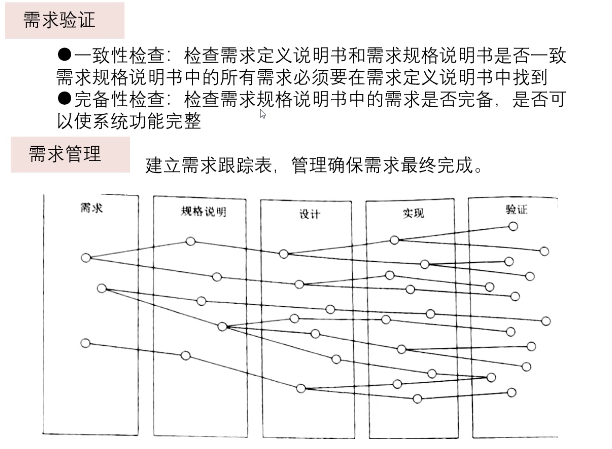 需求验证
●一致性检查：检查需求定义说明书和需求规格说明书是否一致
需求规格说明书中的所有需求必须要在需求定义说明书中找到
●完备性检查：检查需求规格说明书中的需求是否完备，是否可
以使系统功能完整
需求管理
建立需求跟踪表，管理确保需求最终完成。
需求 规格说明 设计 实现 验证